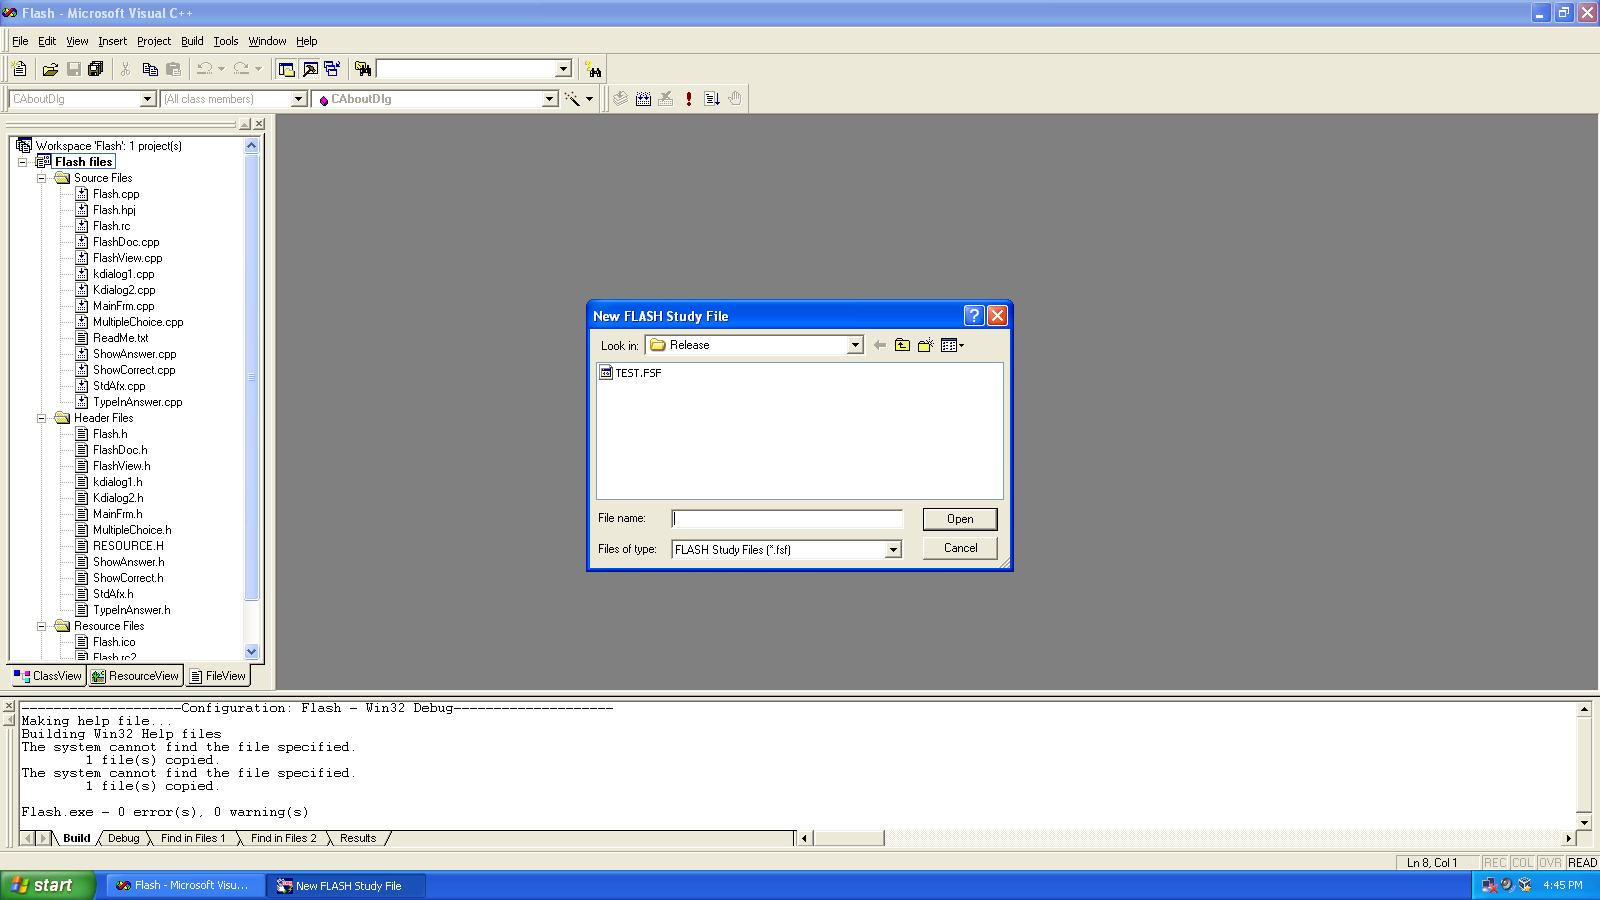 Flash - Microsoft Visual C++
File Edit View Insert Project Build Tools Window Help
CAboutDlg (All class members) CAboutDlg
Workspace 'Flash': 1 project(s)
Flash files
Source Files
Flash.cpp
Flash.hpj
Flash.rc
FlashDoc.cpp
FlashView.cpp
kdialog1.cpp
Kdialog2.cpp
MainFrm.cpp
MultipleChoice.cpp
ReadMe.txt
ShowAnswer.cpp
ShowCorrect.cpp
StdAfx.cpp
TypeInAnswer.cpp
Header Files
Flash.h
FlashDoc.h
FlashView.h
kdialog1.h
Kdialog2.h
MainFrm.h
MultipleChoice.h
RESOURCE.H
ShowAnswer.h
ShowCorrect.h
StdAfx.h
TypeInAnswer.h
Resource Files
Flash.ico
Flash.rc2
ClassView ResourceView FileView
New FLASH Study File
Look in: Release
TEST.FSF
File name: Open
Files of type: FLASH Study Files (*.fsf) Cancel
--------------------Configuration: Flash - Win32 Debug--------------------
Making help file...
Building Win32 Help files
The system cannot find the file specified.
1 file(s) copied.
The system cannot find the file specified.
1 file(s) copied.
Flash.exe - 0 error(s), 0 warning(s)
Build Debug Find in Files 1 Find in Files 2 Results
Ln 8, Col 1 REC COL OVR READ
start Flash - Microsoft Visu... New FLASH Study File 4:45 PM